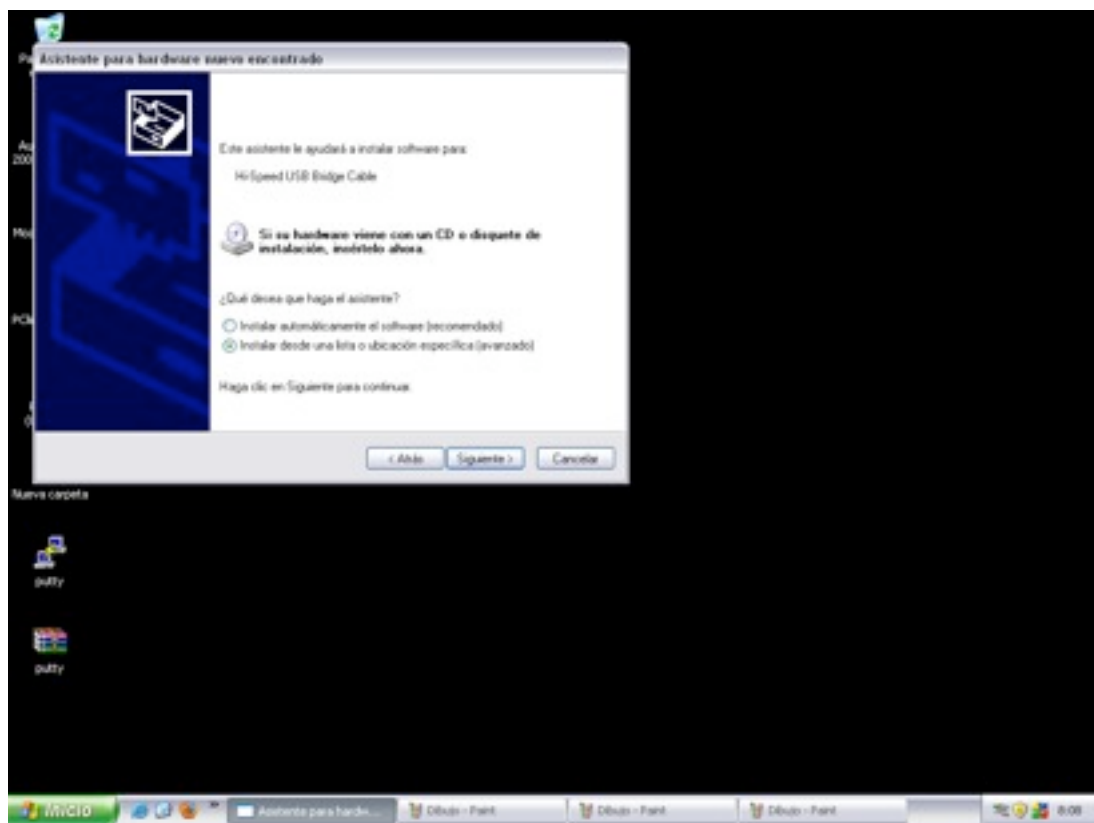 Asistente para hardware nuevo encontrado
Este asistente le ayudará a instalar software para:
Hi-Speed USB Bridge Cable
Si su hardware viene con un CD o disquete de
instalación, insértelo ahora.
¿Qué desea que haga el asistente?
Instalar automáticamente el software (recomendado)
Instalar desde una lista o ubicación específica (avanzado)
Haga clic en Siguiente para continuar.
< Atrás
Siguiente >
Cancelar
Nueva carpeta
putty
putty
Inicio
Asistente para hardw...
Dibujo - Paint
Dibujo - Paint
Dibujo - Paint
8:08